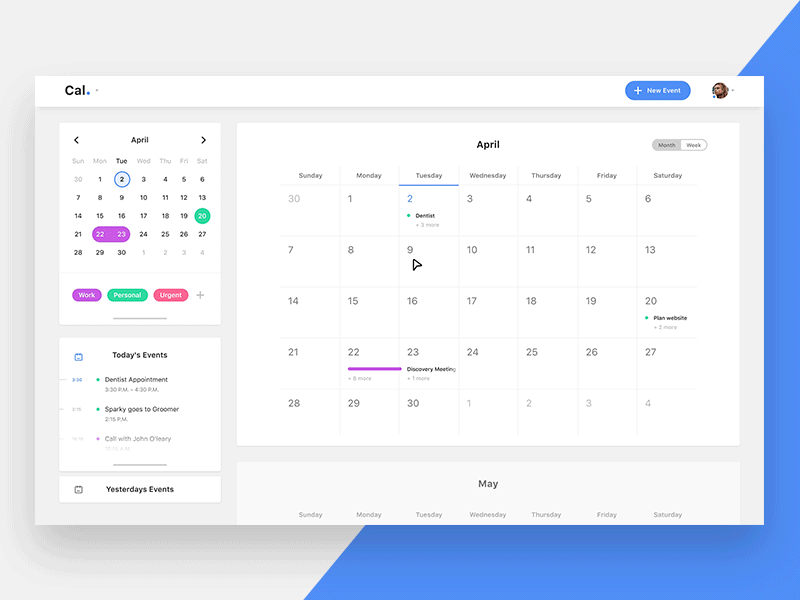 Cal.
New Event
April
Sun Mon Tue Wed Thu Fri Sat
30 1 2 3 4 5 6
7 8 9 10 11 12 13
14 15 16 17 18 19 20
21 22 23 24 25 26 27
28 29 30 1 2 3 4
Work Personal Urgent
Today's Events
3:30 Dentist Appointment
3:30 P.M. - 4:30 P.M.
2:15 Sparky goes to Groomer
2:15 P.M.
Call with John O'leary
Yesterdays Events
April
Month Week
Sunday Monday Tuesday Wednesday Thursday Friday Saturday
30 1 2 3 4 5 6
Dentist
+ 3 more
7 8 9 10 11 12 13
14 15 16 17 18 19 20
Plan website
+ 2 more
21 22 23 24 25 26 27
Discovery Meeting
+ 8 more + 1 more
28 29 30 1 2 3 4
May
Sunday Monday Tuesday Wednesday Thursday Friday Saturday